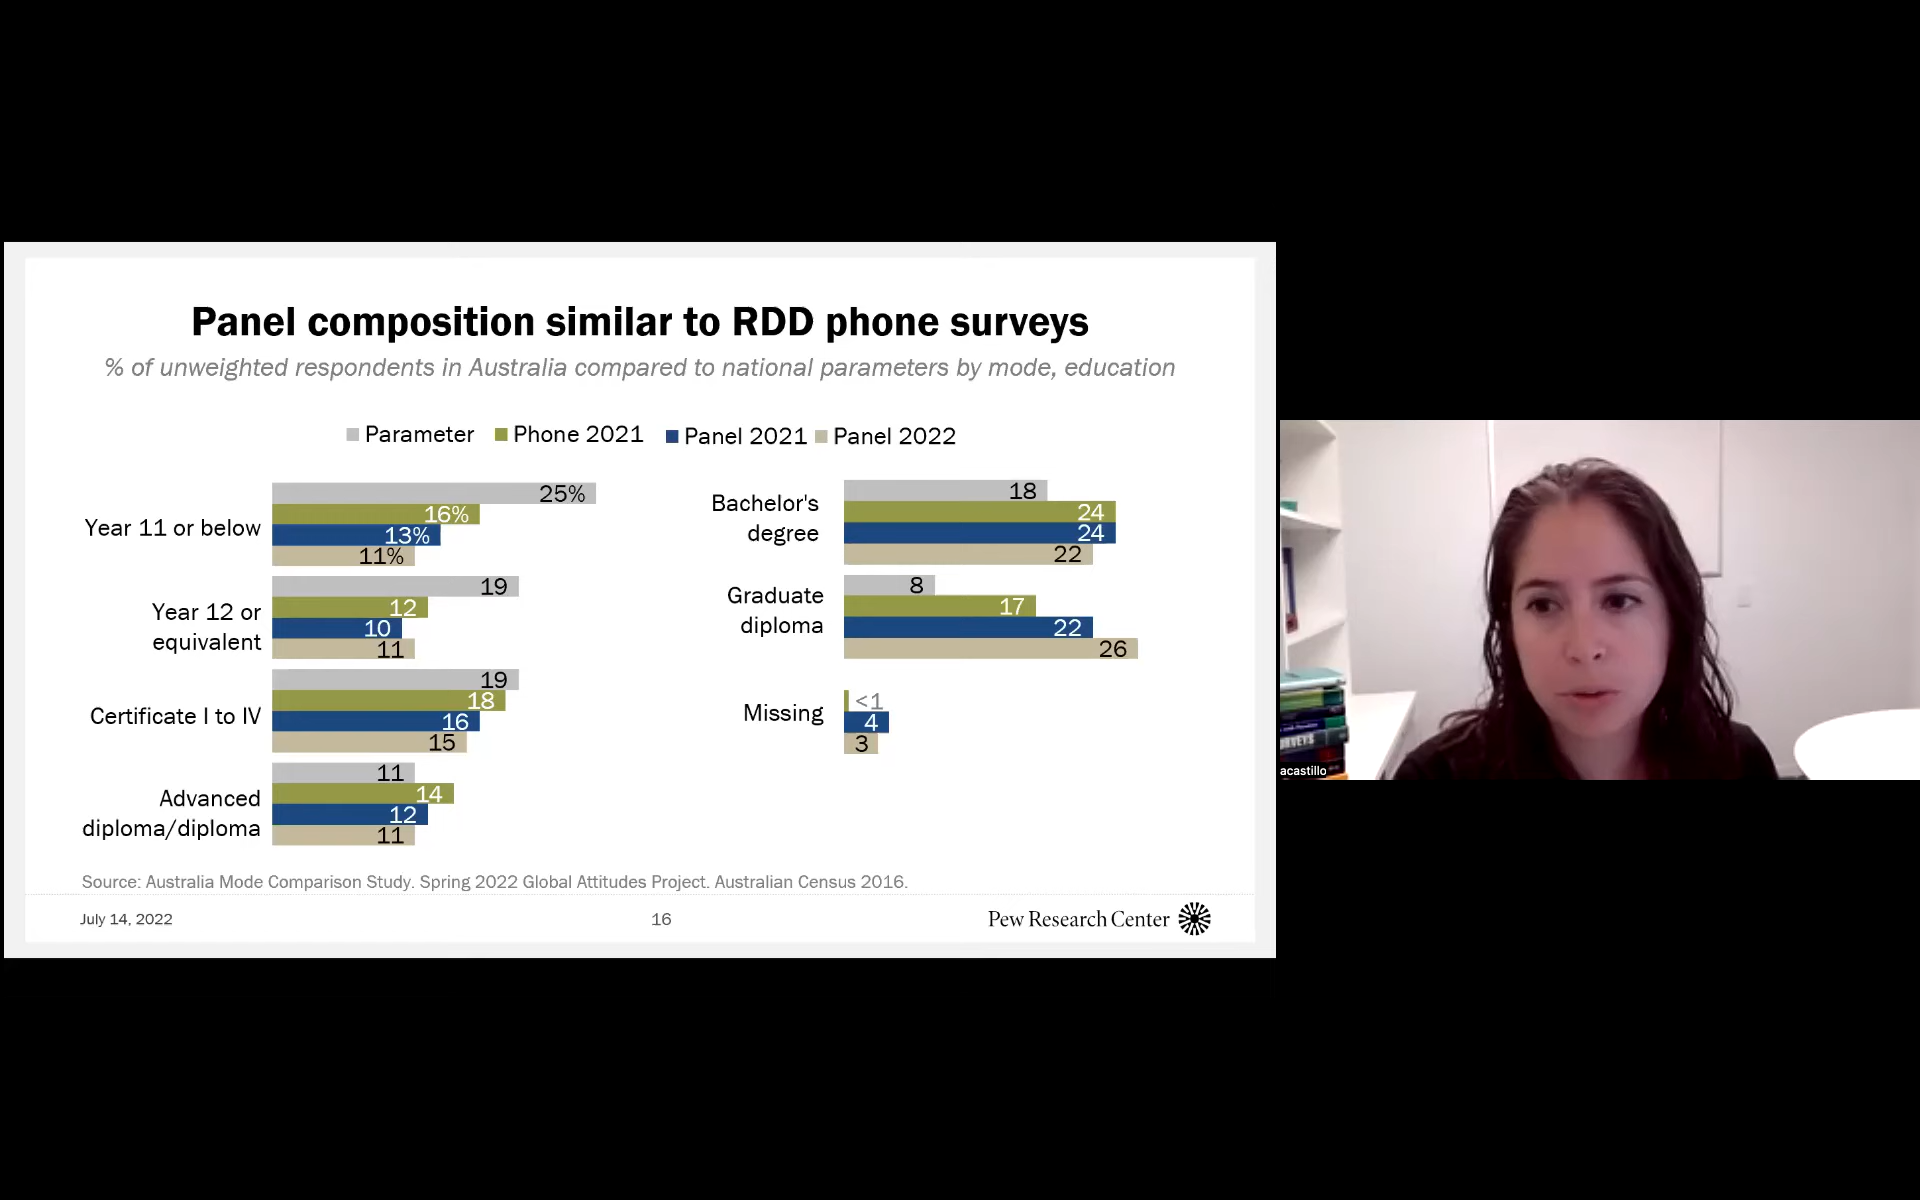 Panel composition similar to RDD phone surveys
% of unweighted respondents in Australia compared to national parameters by mode, education
Parameter Phone 2021 Panel 2021 Panel 2022
Year 11 or below
25%
16%
13%
11%
Year 12 or
equivalent
19
12
10
11
Certificate I to IV
19
18
16
15
Advanced
diploma/diploma
11
14
12
11
Bachelor's
degree
18
24
24
22
Graduate
diploma
8
17
22
26
Missing
<1
4
3
Source: Australia Mode Comparison Study. Spring 2022 Global Attitudes Project. Australian Census 2016.
July 14, 2022
16
Pew Research Center
acastillo